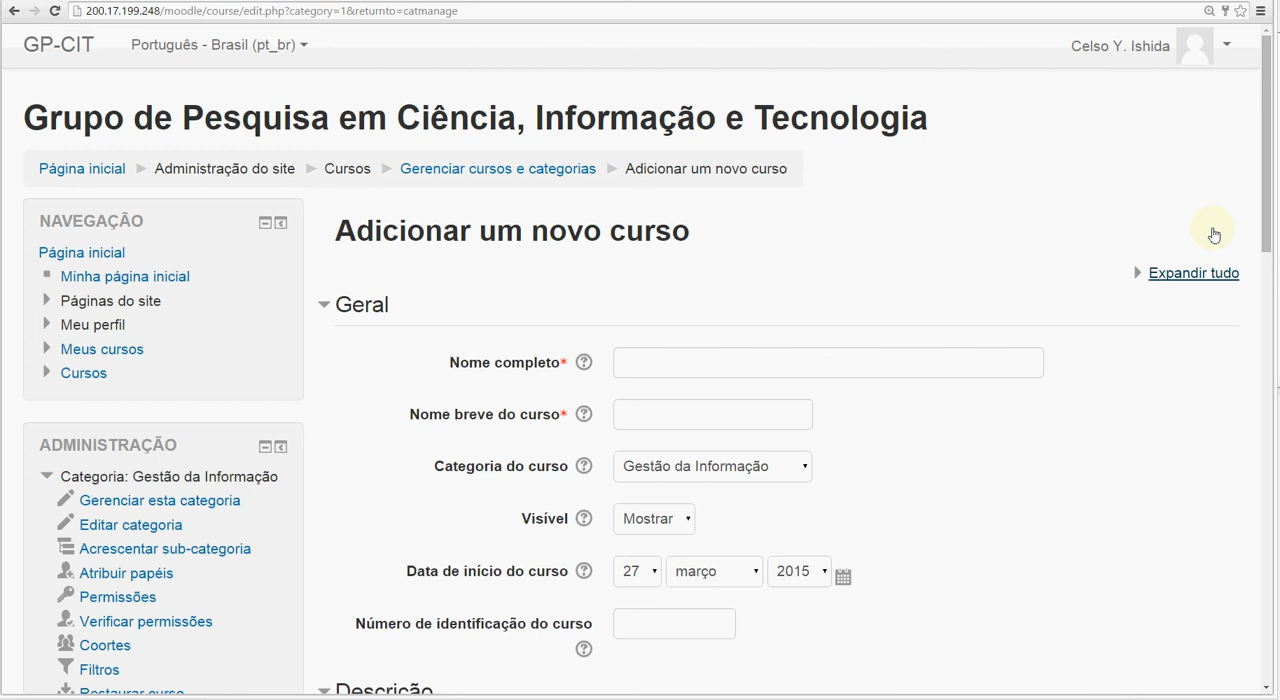 200.17.199.248/moodle/course/edit.php?category=1&returnto=catmanage
GP-CIT Português - Brasil (pt_br) Celso Y. Ishida
Grupo de Pesquisa em Ciência, Informação e Tecnologia
Página inicial Administração do site Cursos Gerenciar cursos e categorias Adicionar um novo curso
NAVEGAÇÃO
Página inicial
Minha página inicial
Páginas do site
Meu perfil
Meus cursos
Cursos
ADMINISTRAÇÃO
Categoria: Gestão da Informação
Gerenciar esta categoria
Editar categoria
Acrescentar sub-categoria
Atribuir papéis
Permissões
Verificar permissões
Coortes
Filtros
Restaurar curso
Adicionar um novo curso
Expandir tudo
Geral
Nome completo*
Nome breve do curso*
Categoria do curso Gestão da Informação
Visível Mostrar
Data de início do curso 27 março 2015
Número de identificação do curso
Descrição